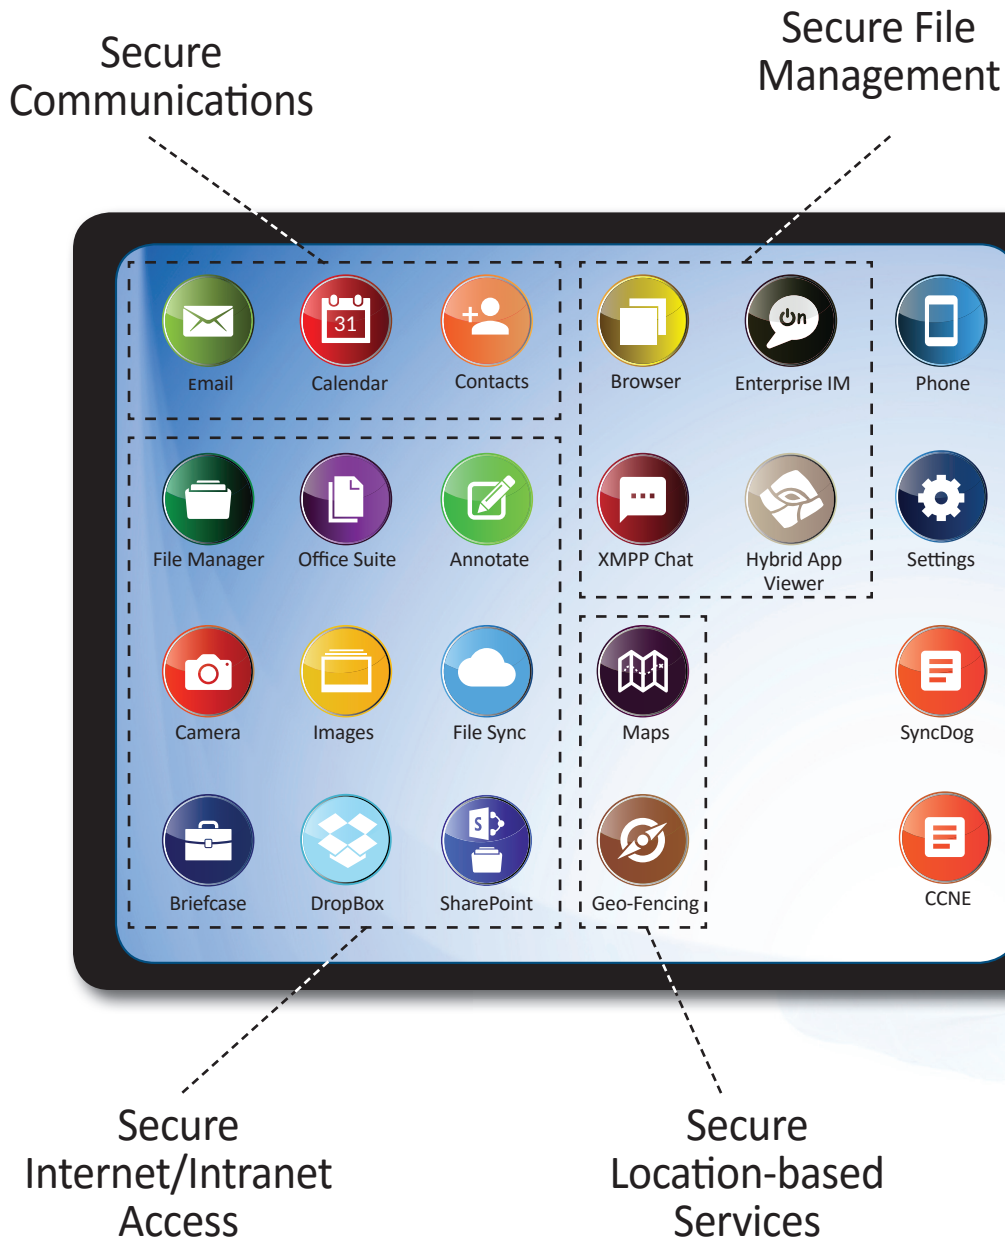 Secure
Communications
Secure File
Management
31
On
Email
Calendar
Contacts
Browser
Enterprise IM
Phone
File Manager
Office Suite
Annotate
XMPP Chat
Hybrid App
Viewer
Settings
Camera
Images
File Sync
Maps
SyncDog
S
Briefcase
DropBox
SharePoint
Geo-Fencing
CCNE
Secure
Internet/Intranet
Access
Secure
Location-based
Services